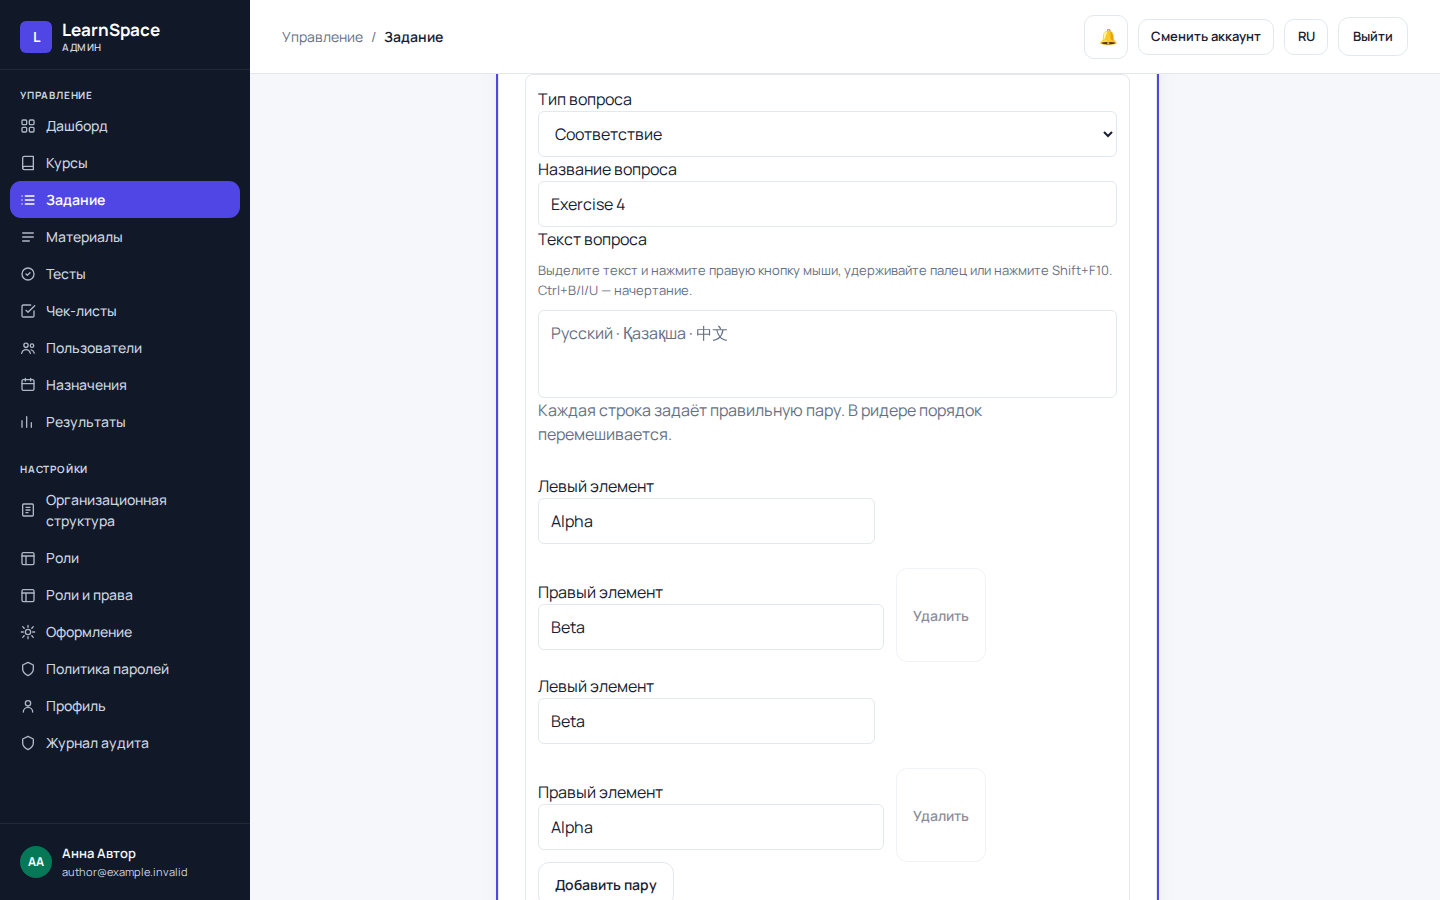 L
LearnSpace
АДМИН
УПРАВЛЕНИЕ
Дашборд
Курсы
Задание
Материалы
Тесты
Чек-листы
Пользователи
Назначения
Результаты
НАСТРОЙКИ
Организационная
структура
Роли
Роли и права
Оформление
Политика паролей
Профиль
Журнал аудита
АА
Анна Автор
author@example.invalid
Управление / Задание
Сменить аккаунт
RU
Выйти
Тип вопроса
Соответствие
Название вопроса
Exercise 4
Текст вопроса
Выделите текст и нажмите правую кнопку мыши, удерживайте палец или нажмите Shift+F10.
Ctrl+B/I/U — начертание.
Русский · Қазақша · 中文
Каждая строка задаёт правильную пару. В ридере порядок
перемешивается.
Левый элемент
Alpha
Правый элемент
Beta
Удалить
Левый элемент
Beta
Правый элемент
Alpha
Удалить
Добавить пару